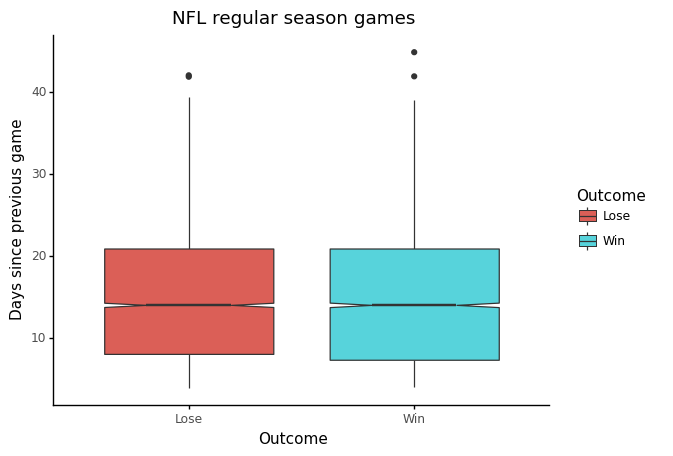 NFL regular season games
Days since previous game
40
30
20
10
Lose
Win
Outcome
Outcome
Lose
Win